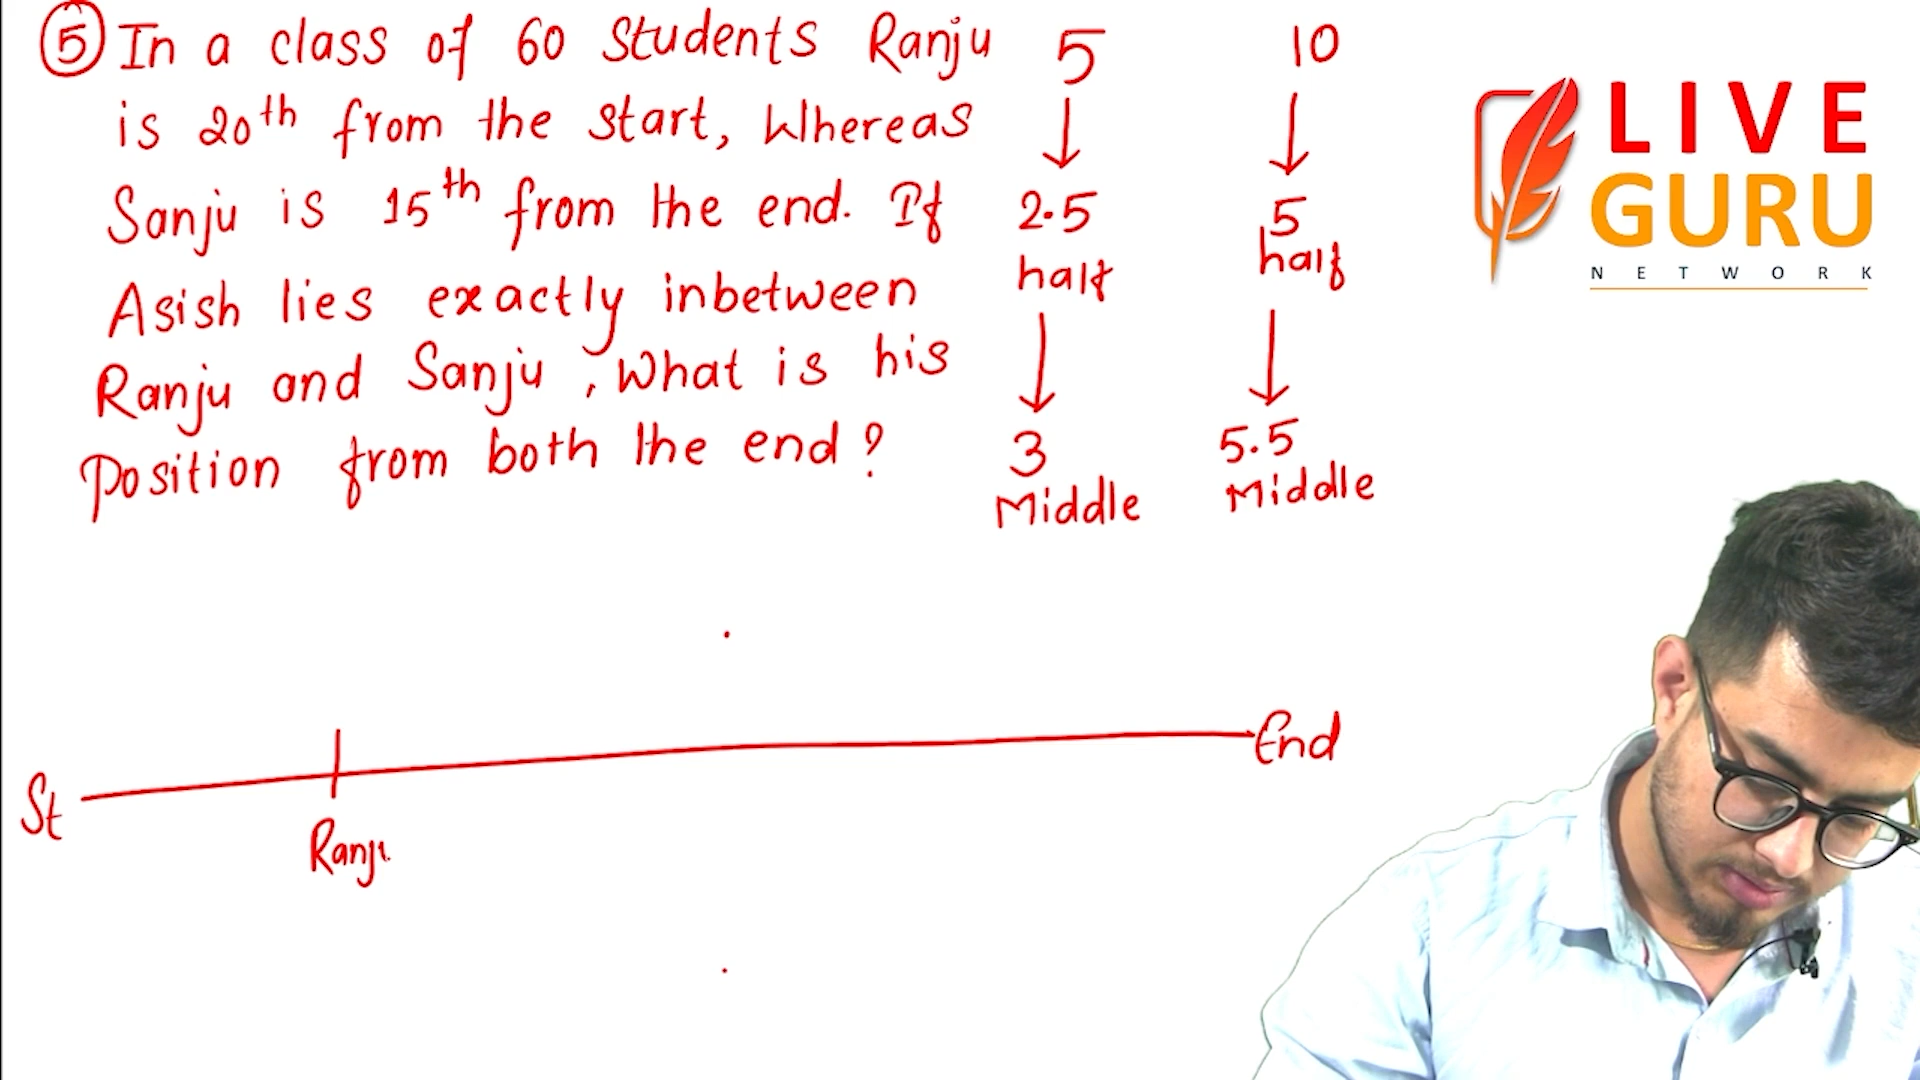 5 In a class of 60 students Ranju
is 20th from the start, Whereas
Sanju is 15th from the end. If
Asish lies exactly inbetween
Ranju and Sanju, What is his
Position from both the end?
5
2.5
half
3
Middle
10
5
half
5.5
Middle
LIVE
GURU
NETWORK
St
End
Ranju